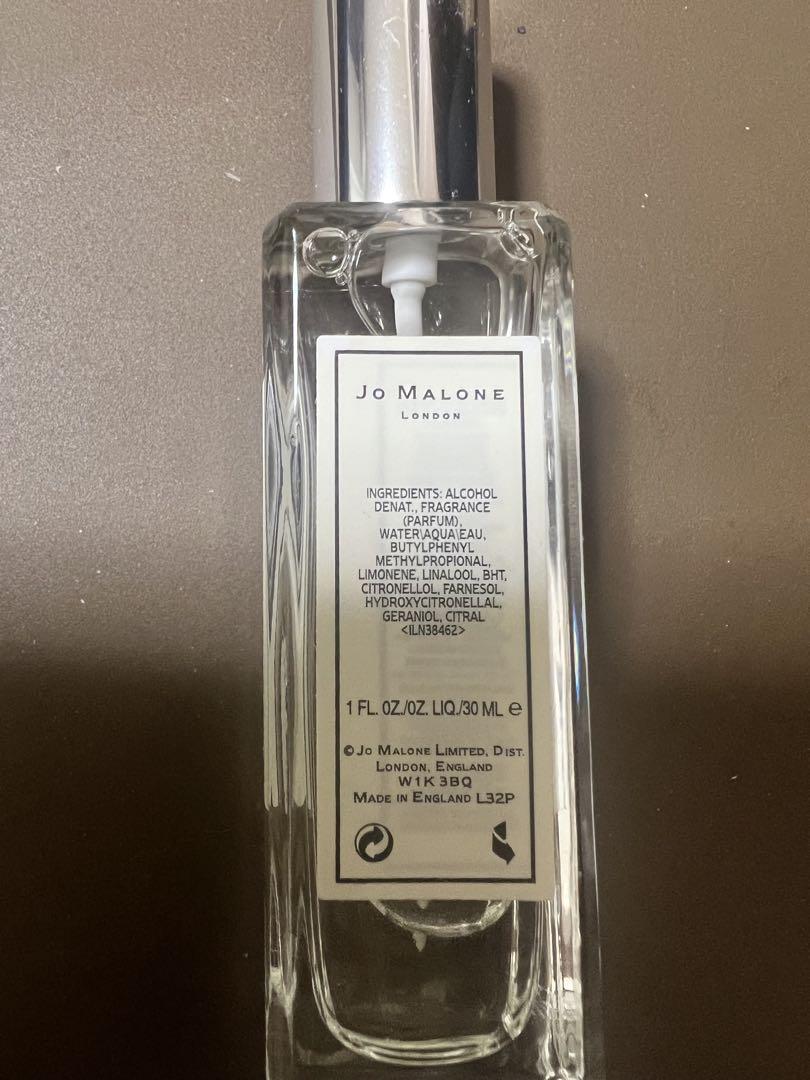 JO MALONE
LONDON
INGREDIENTS: ALCOHOL
DENAT., FRAGRANCE
(PARFUM),
WATER\AQUA\EAU,
BUTYLPHENYL
METHYLPROPIONAL,
LIMONENE, LINALOOL, BHT,
CITRONELLOL, FARNESOL,
HYDROXYCITRONELLAL,
GERANIOL, CITRAL
<ILN38462>
1 FL. OZ./OZ. LIQ./30 ML ℮
© JO MALONE LIMITED, DIST.
LONDON, ENGLAND
W1K 3BQ
MADE IN ENGLAND L32P